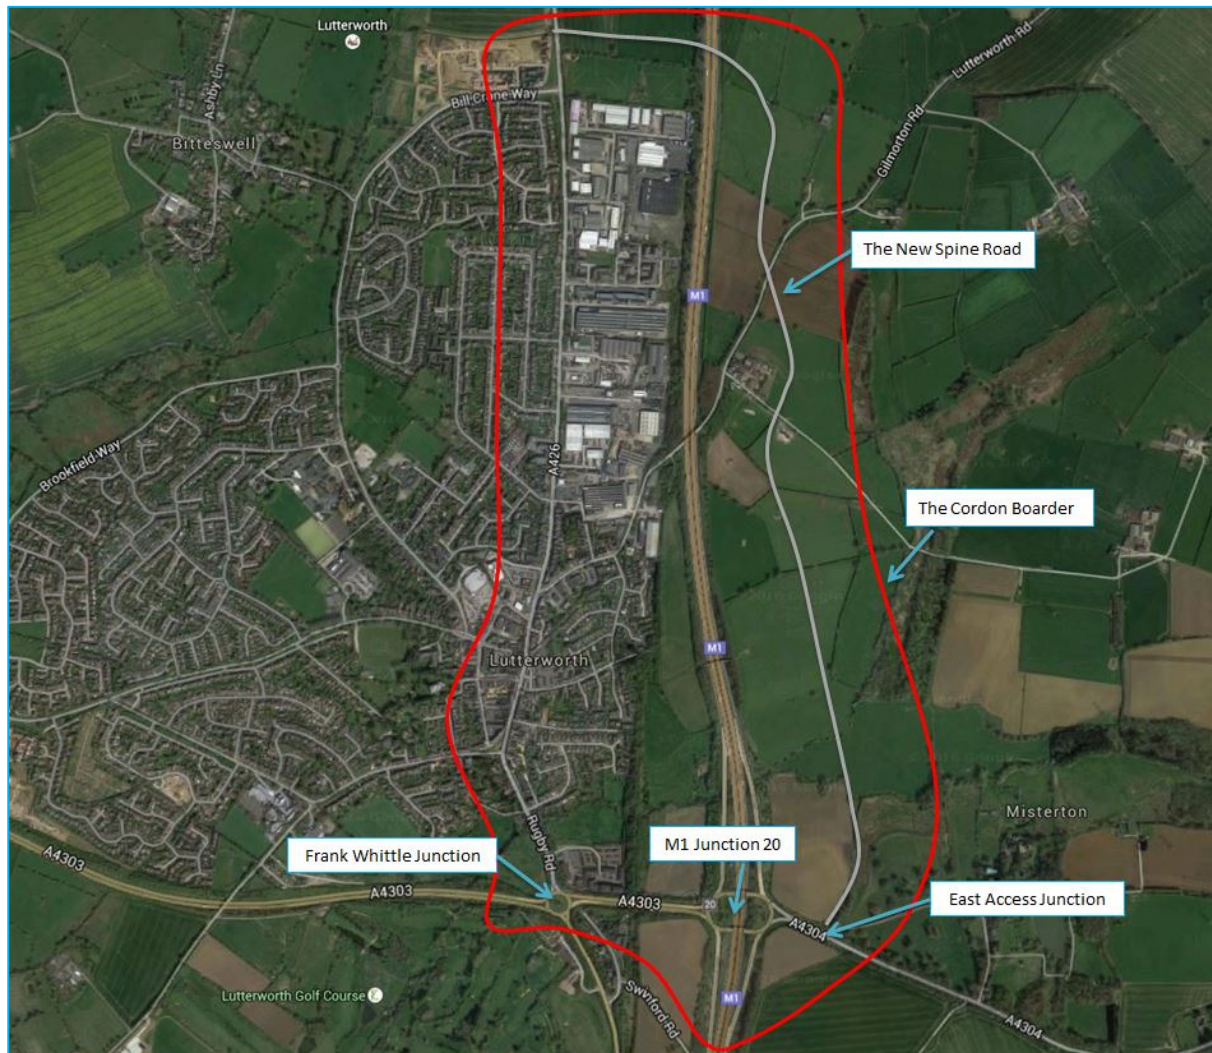 Lutterworth
Lutterworth Rd
Ashby Ln
Bill Crane Way
Bitteswell
Gilmorton Rd
The New Spine Road
M1
Brookfield Way
A426
The Cordon Boarder
M1
Lutterworth
Misterton
Rugby Rd
M1 Junction 20
Frank Whittle Junction
A4303
A4303
A4303
20
East Access Junction
A4304
Swinford Rd
Lutterworth Golf Course
M1
A4304